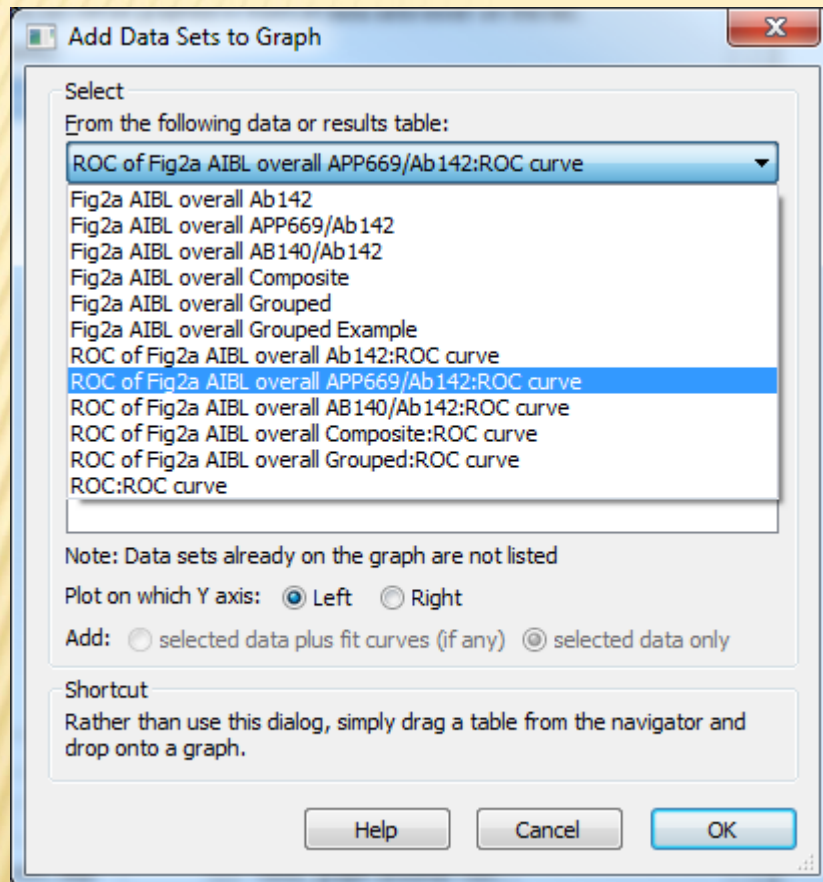 Add Data Sets to Graph
Select
From the following data or results table:
ROC of Fig2a AIBL overall APP669/Ab142:ROC curve
Fig2a AIBL overall Ab142
Fig2a AIBL overall APP669/Ab142
Fig2a AIBL overall AB140/Ab142
Fig2a AIBL overall Composite
Fig2a AIBL overall Grouped
Fig2a AIBL overall Grouped Example
ROC of Fig2a AIBL overall Ab142:ROC curve
ROC of Fig2a AIBL overall APP669/Ab142:ROC curve
ROC of Fig2a AIBL overall AB140/Ab142:ROC curve
ROC of Fig2a AIBL overall Composite:ROC curve
ROC of Fig2a AIBL overall Grouped:ROC curve
ROC:ROC curve
Note: Data sets already on the graph are not listed
Plot on which Y axis: Left Right
Add: selected data plus fit curves (if any) selected data only
Shortcut
Rather than use this dialog, simply drag a table from the navigator and
drop onto a graph.
Help Cancel OK